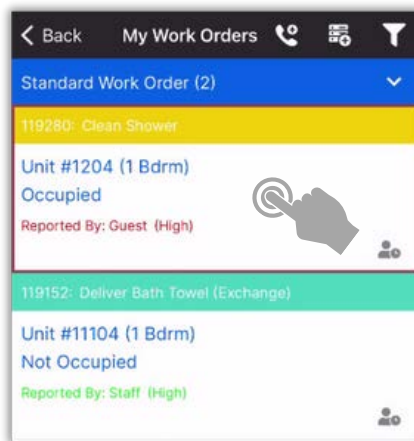 Back My Work Orders
Standard Work Order (2)
119280: Clean Shower
Unit #1204 (1 Bdrm)
Occupied
Reported By: Guest (High)
119152: Deliver Bath Towel (Exchange)
Unit #11104 (1 Bdrm)
Not Occupied
Reported By: Staff (High)